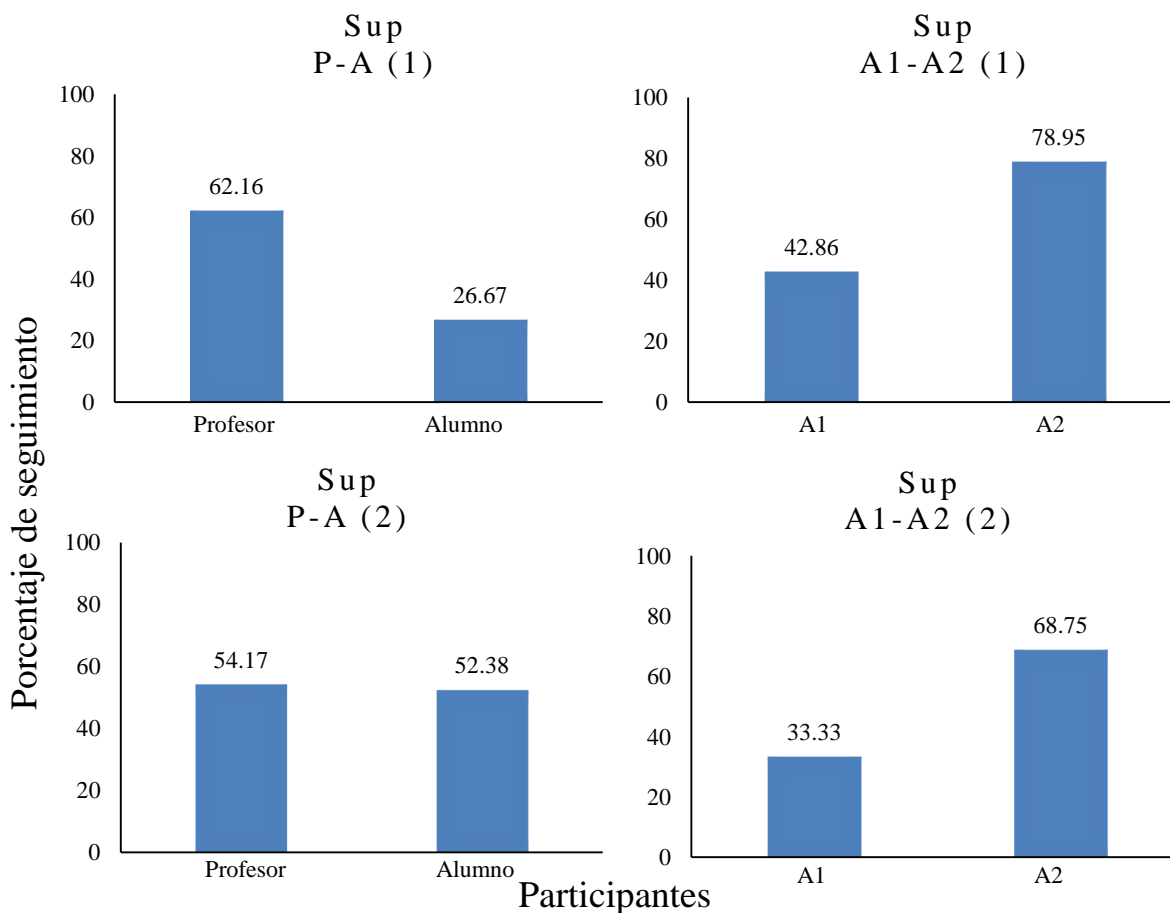 Sup
P-A (1)
100
80
60
40
20
0
62.16
26.67
Profesor
Alumno
Sup
A1-A2 (1)
100
80
60
40
20
0
42.86
78.95
A1
A2
Porcentaje de seguimiento
Sup
P-A (2)
100
80
60
40
20
0
54.17
52.38
Profesor
Alumno
Sup
A1-A2 (2)
100
80
60
40
20
0
33.33
68.75
A1
A2
Participantes